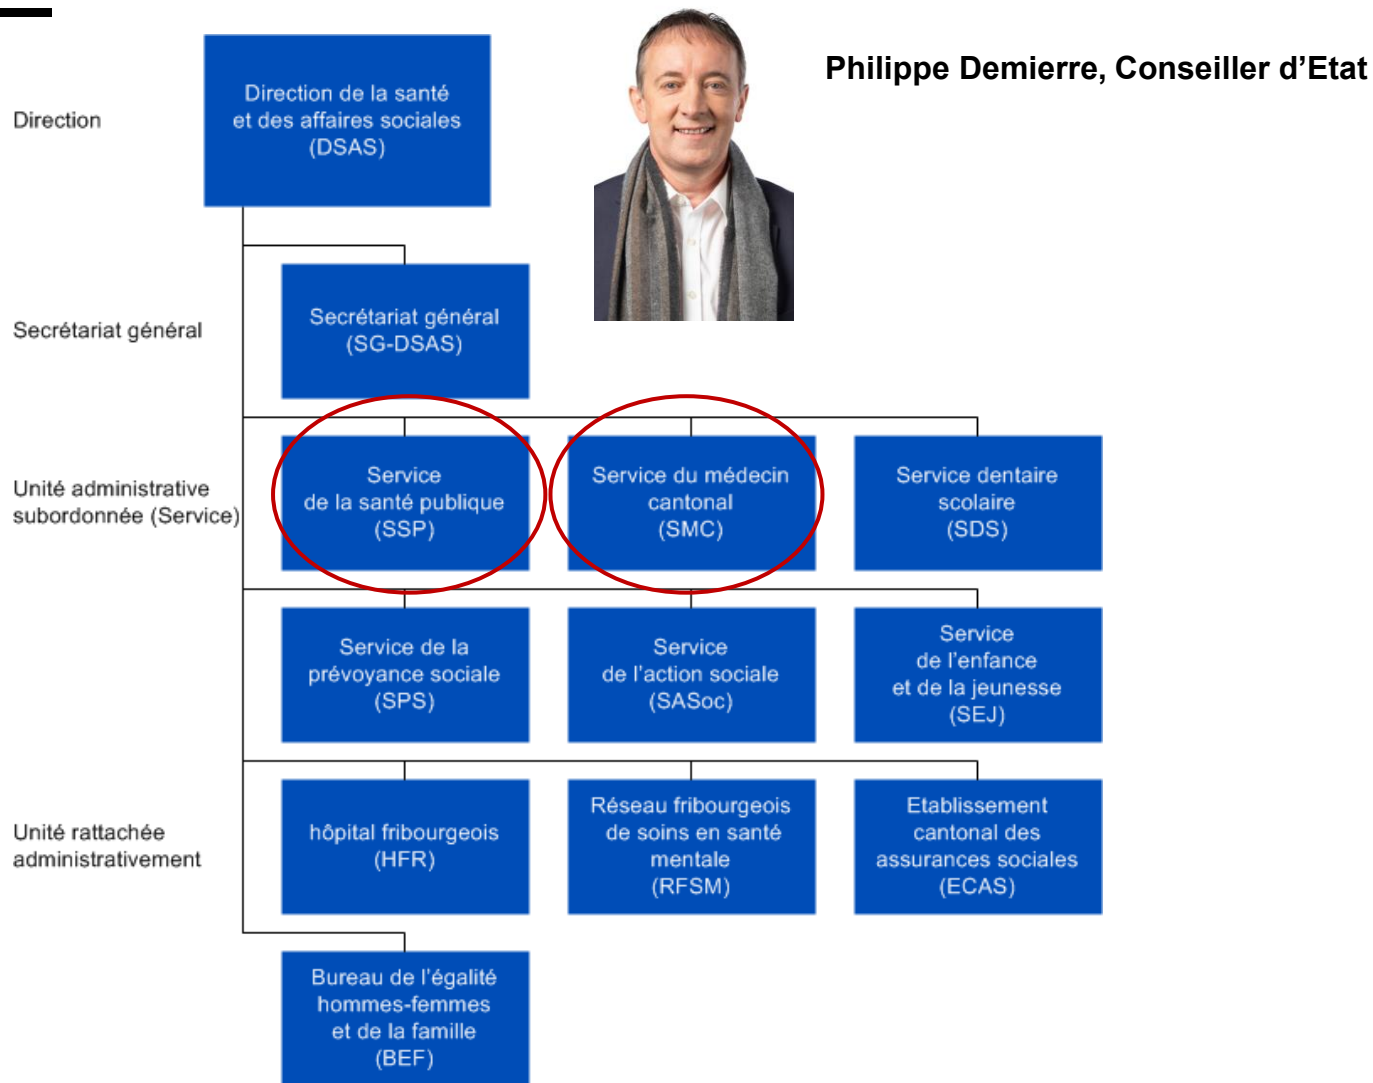 Philippe Demierre, Conseiller d’Etat
Direction
Direction de la santé
et des affaires sociales
(DSAS)
Secrétariat général
Secrétariat général
(SG-DSAS)
Unité administrative
subordonnée (Service)
Service
de la santé publique
(SSP)
Service du médecin
cantonal
(SMC)
Service dentaire
scolaire
(SDS)
Service de la
prévoyance sociale
(SPS)
Service
de l’action sociale
(SASoc)
Service
de l’enfance
et de la jeunesse
(SEJ)
Unité rattachée
administrativement
hôpital fribourgeois
(HFR)
Réseau fribourgeois
de soins en santé
mentale
(RFSM)
Etablissement
cantonal des
assurances sociales
(ECAS)
Bureau de l’égalité
hommes-femmes
et de la famille
(BEF)